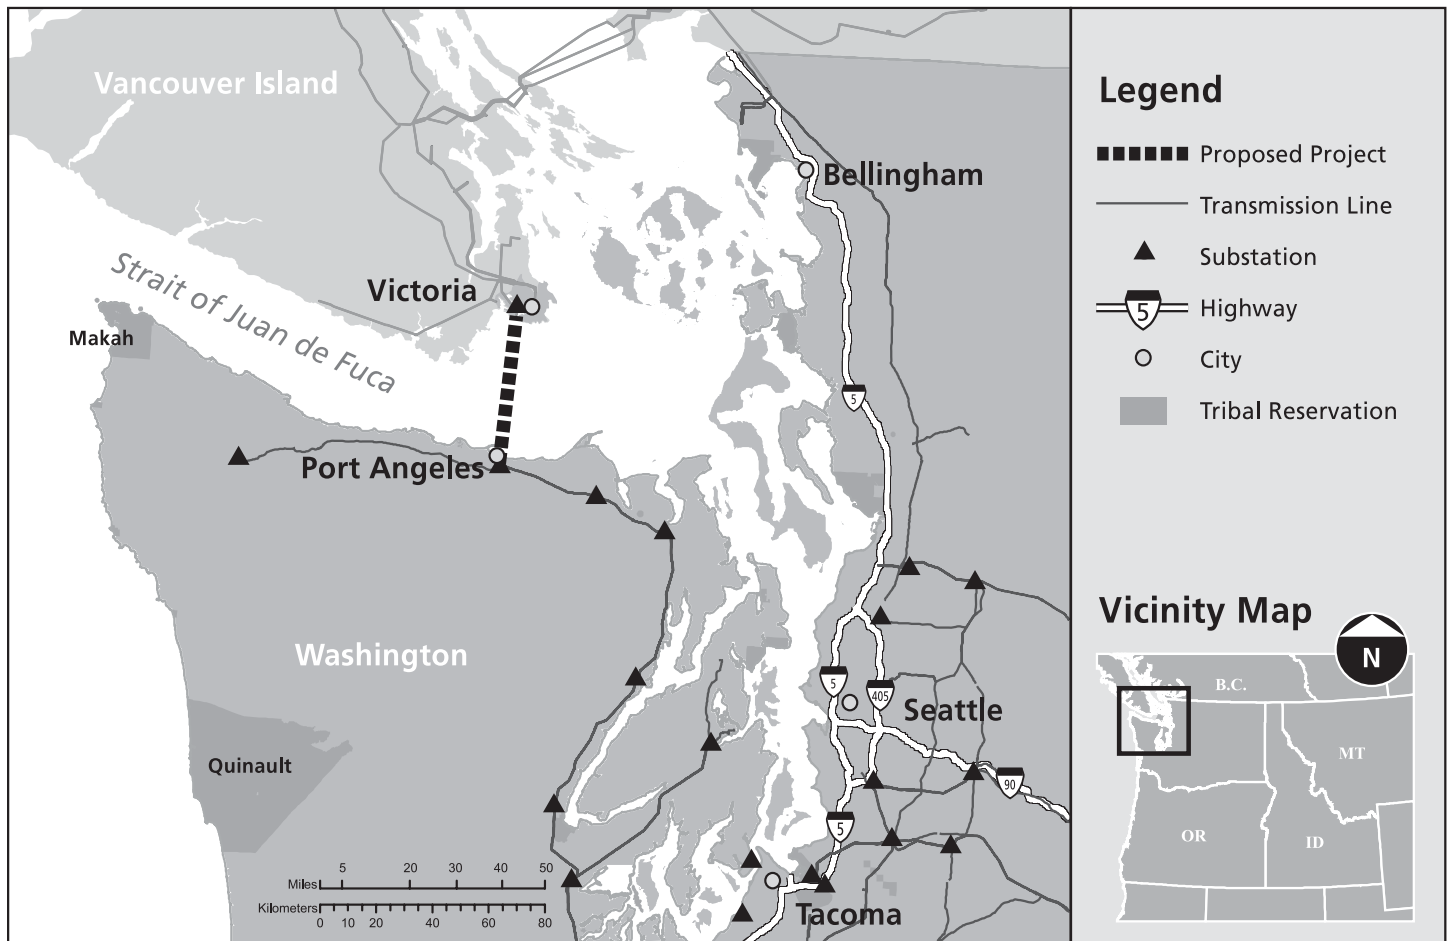 Vancouver Island
Bellingham
Victoria
Strait of Juan de Fuca
Makah
Port Angeles
5
Washington
5
405
Seattle
Quinault
90
5
Tacoma
5 20 30 40 50
Miles
Kilometers
0 10 20 40 60 80
Legend
Proposed Project
Transmission Line
Substation
5 Highway
City
Tribal Reservation
Vicinity Map
N
B.C.
MT
OR
ID